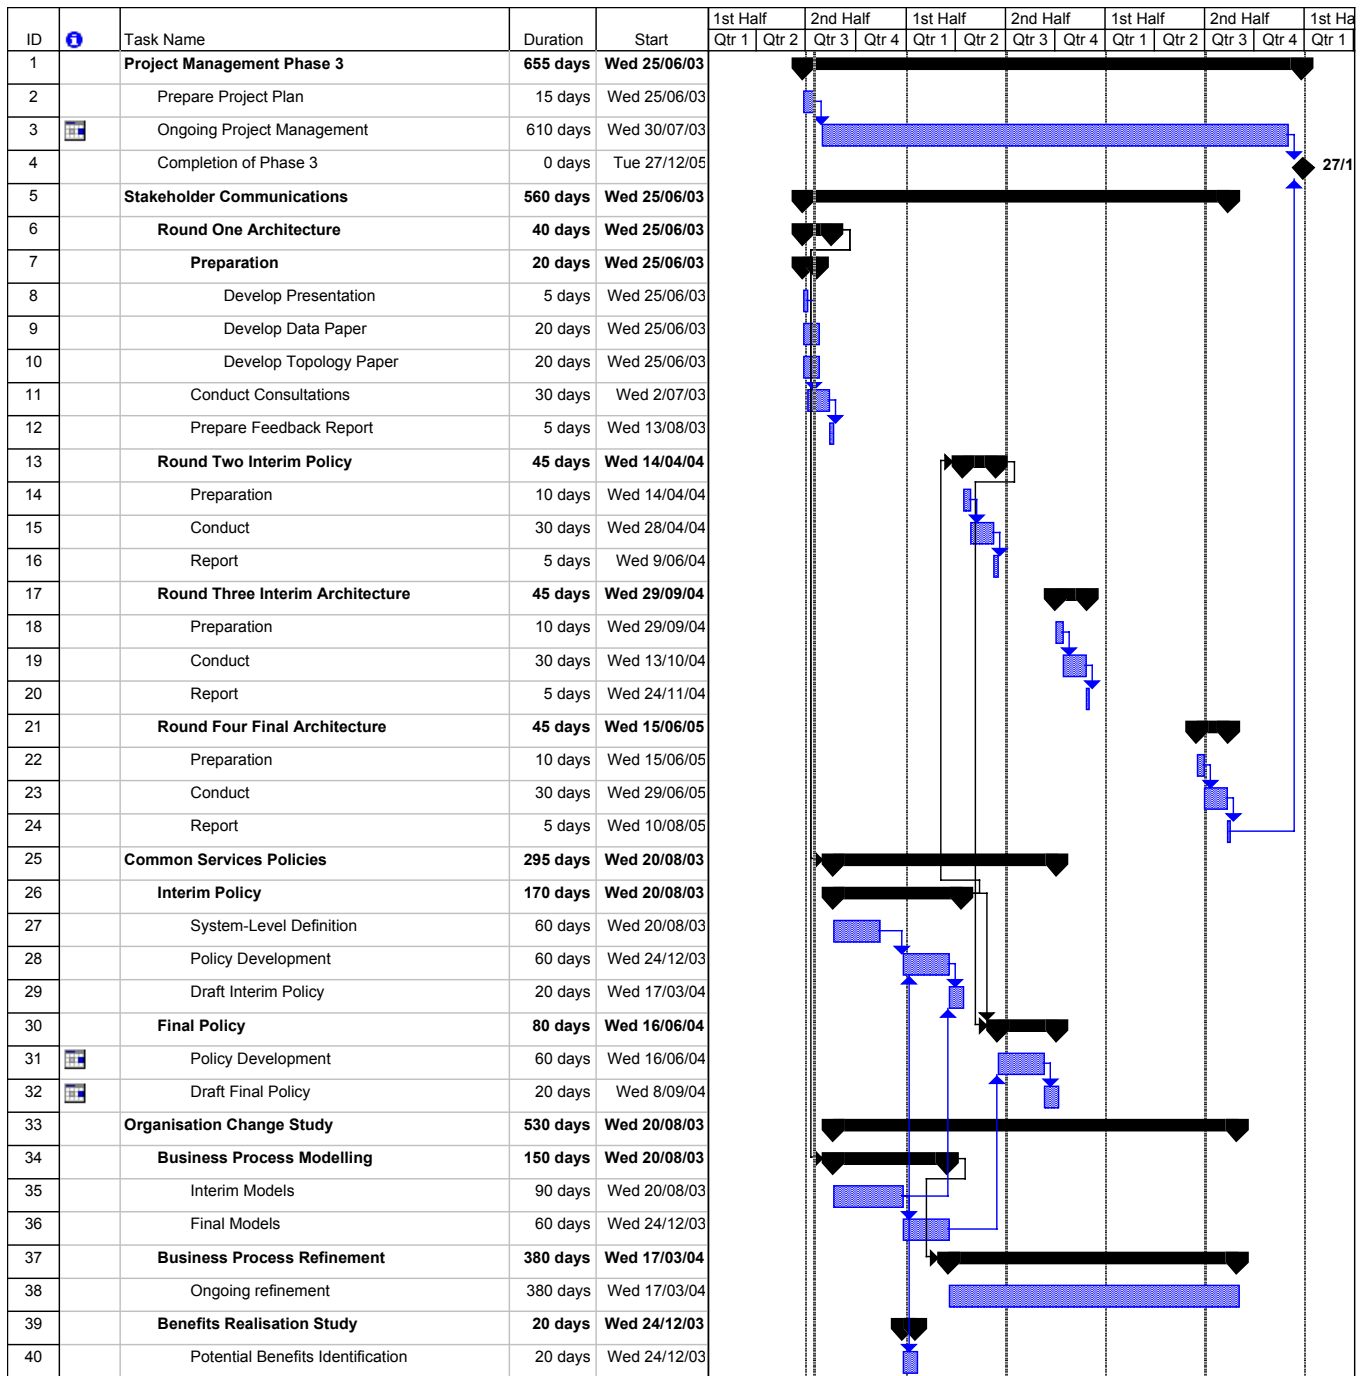 1st Half 2nd Half 1st Half 2nd Half 1st Half 2nd Half 1st Ha
ID Task Name Duration Start Qtr 1 Qtr 2 Qtr 3 Qtr 4 Qtr 1 Qtr 2 Qtr 3 Qtr 4 Qtr 1 Qtr 2 Qtr 3 Qtr 4 Qtr 1
1 Project Management Phase 3 655 days Wed 25/06/03
2 Prepare Project Plan 15 days Wed 25/06/03
3 Ongoing Project Management 610 days Wed 30/07/03
4 Completion of Phase 3 0 days Tue 27/12/05 27/1
5 Stakeholder Communications 560 days Wed 25/06/03
6 Round One Architecture 40 days Wed 25/06/03
7 Preparation 20 days Wed 25/06/03
8 Develop Presentation 5 days Wed 25/06/03
9 Develop Data Paper 20 days Wed 25/06/03
10 Develop Topology Paper 20 days Wed 25/06/03
11 Conduct Consultations 30 days Wed 2/07/03
12 Prepare Feedback Report 5 days Wed 13/08/03
13 Round Two Interim Policy 45 days Wed 14/04/04
14 Preparation 10 days Wed 14/04/04
15 Conduct 30 days Wed 28/04/04
16 Report 5 days Wed 9/06/04
17 Round Three Interim Architecture 45 days Wed 29/09/04
18 Preparation 10 days Wed 29/09/04
19 Conduct 30 days Wed 13/10/04
20 Report 5 days Wed 24/11/04
21 Round Four Final Architecture 45 days Wed 15/06/05
22 Preparation 10 days Wed 15/06/05
23 Conduct 30 days Wed 29/06/05
24 Report 5 days Wed 10/08/05
25 Common Services Policies 295 days Wed 20/08/03
26 Interim Policy 170 days Wed 20/08/03
27 System-Level Definition 60 days Wed 20/08/03
28 Policy Development 60 days Wed 24/12/03
29 Draft Interim Policy 20 days Wed 17/03/04
30 Final Policy 80 days Wed 16/06/04
31 Policy Development 60 days Wed 16/06/04
32 Draft Final Policy 20 days Wed 8/09/04
33 Organisation Change Study 530 days Wed 20/08/03
34 Business Process Modelling 150 days Wed 20/08/03
35 Interim Models 90 days Wed 20/08/03
36 Final Models 60 days Wed 24/12/03
37 Business Process Refinement 380 days Wed 17/03/04
38 Ongoing refinement 380 days Wed 17/03/04
39 Benefits Realisation Study 20 days Wed 24/12/03
40 Potential Benefits Identification 20 days Wed 24/12/03